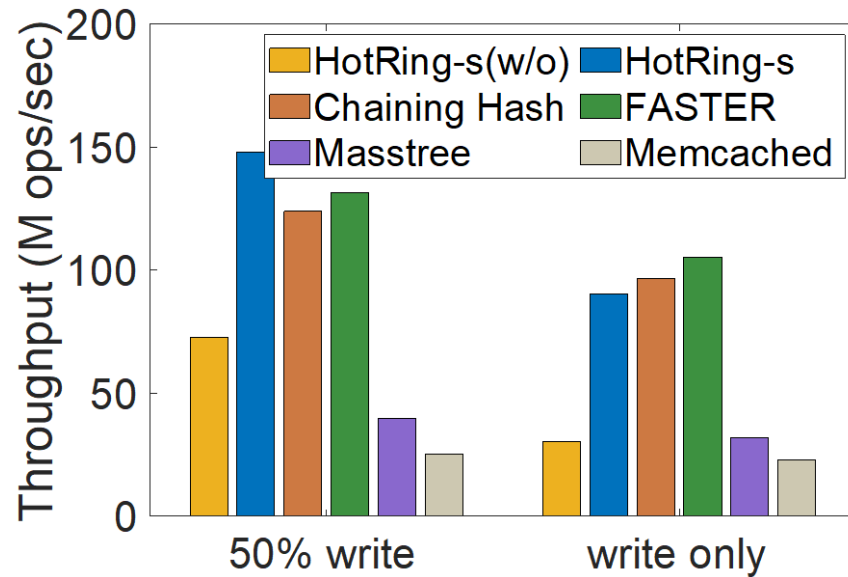 Throughput (M ops/sec)
200
150
100
50
0
HotRing-s(w/o) HotRing-s
Chaining Hash FASTER
Masstree Memcached
50% write write only